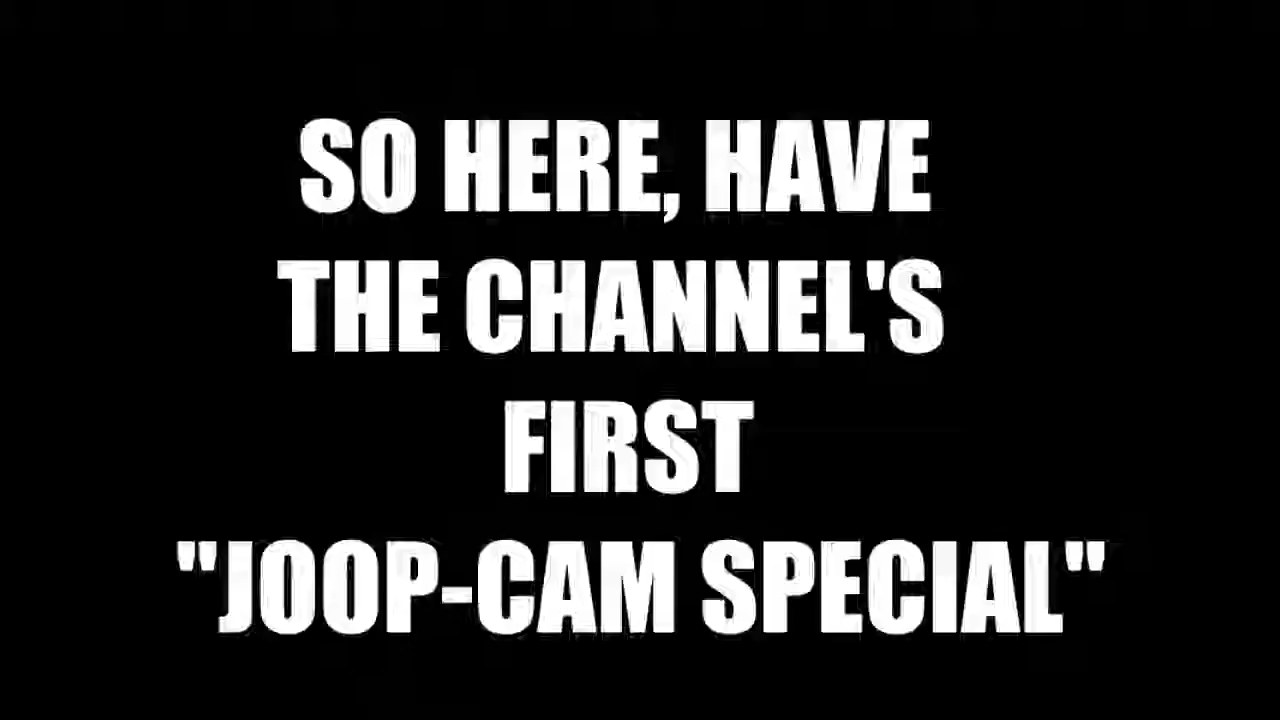 SO HERE, HAVE
THE CHANNEL'S
FIRST
"JOOP-CAM SPECIAL"